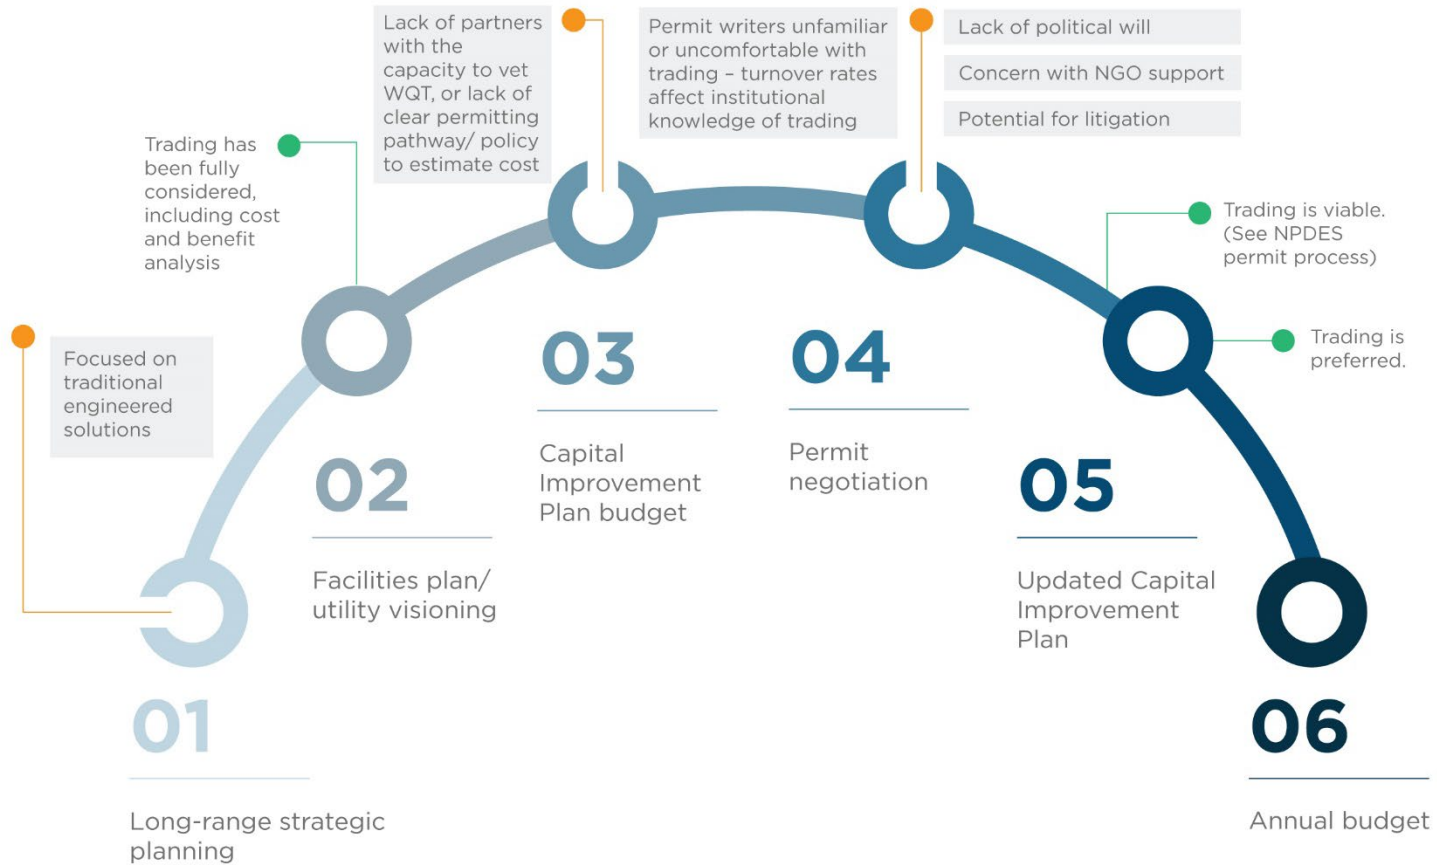 Lack of partners
with the
capacity to vet
WQT, or lack of
clear permitting
pathway/ policy
to estimate cost
Permit writers unfamiliar
or uncomfortable with
trading – turnover rates
affect institutional
knowledge of trading
Lack of political will
Concern with NGO support
Potential for litigation
Trading has
been fully
considered,
including cost
and benefit
analysis
Trading is viable.
(See NPDES
permit process)
Focused on
traditional
engineered
solutions
Trading is
preferred.
01
Long-range strategic
planning
02
Facilities plan/
utility visioning
03
Capital
Improvement
Plan budget
04
Permit
negotiation
05
Updated Capital
Improvement
Plan
06
Annual budget